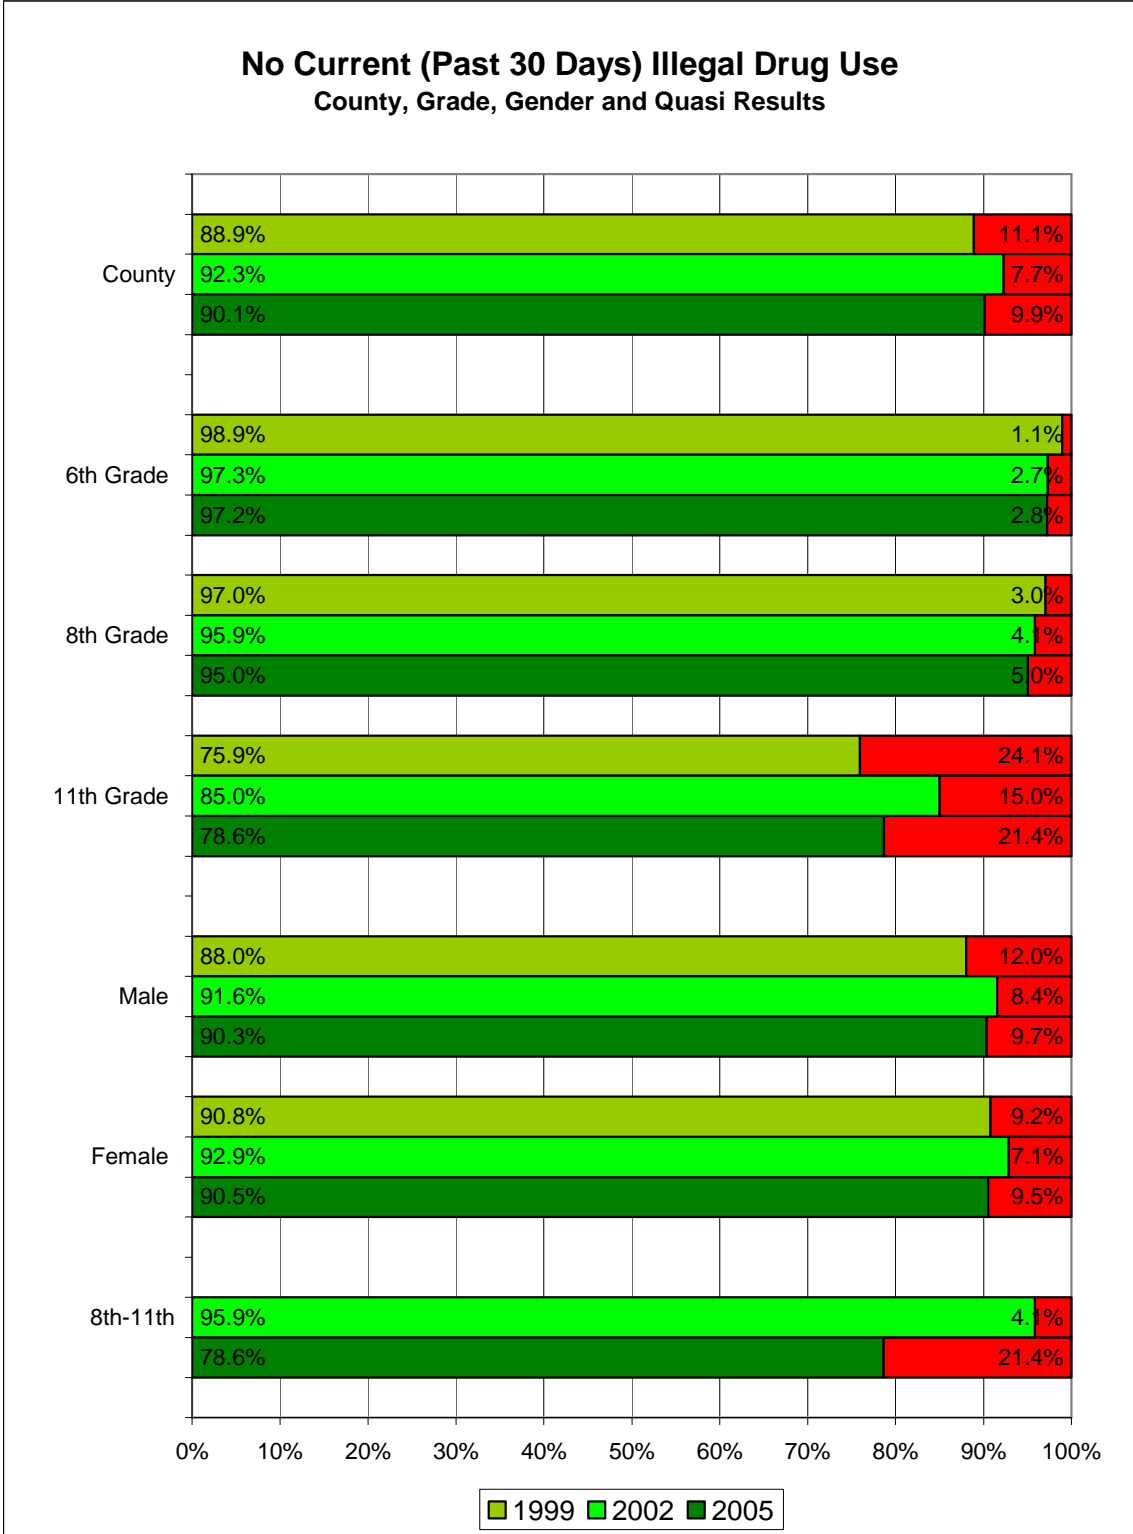 No Current (Past 30 Days) Illegal Drug Use
County, Grade, Gender and Quasi Results
88.9% 11.1%
County 92.3% 7.7%
90.1% 9.9%
98.9% 1.1%
6th Grade 97.3% 2.7%
97.2% 2.8%
97.0% 3.0%
8th Grade 95.9% 4.1%
95.0% 5.0%
75.9% 24.1%
11th Grade 85.0% 15.0%
78.6% 21.4%
88.0% 12.0%
Male 91.6% 8.4%
90.3% 9.7%
90.8% 9.2%
Female 92.9% 7.1%
90.5% 9.5%
8th-11th 95.9% 4.1%
78.6% 21.4%
0% 10% 20% 30% 40% 50% 60% 70% 80% 90% 100%
1999 2002 2005